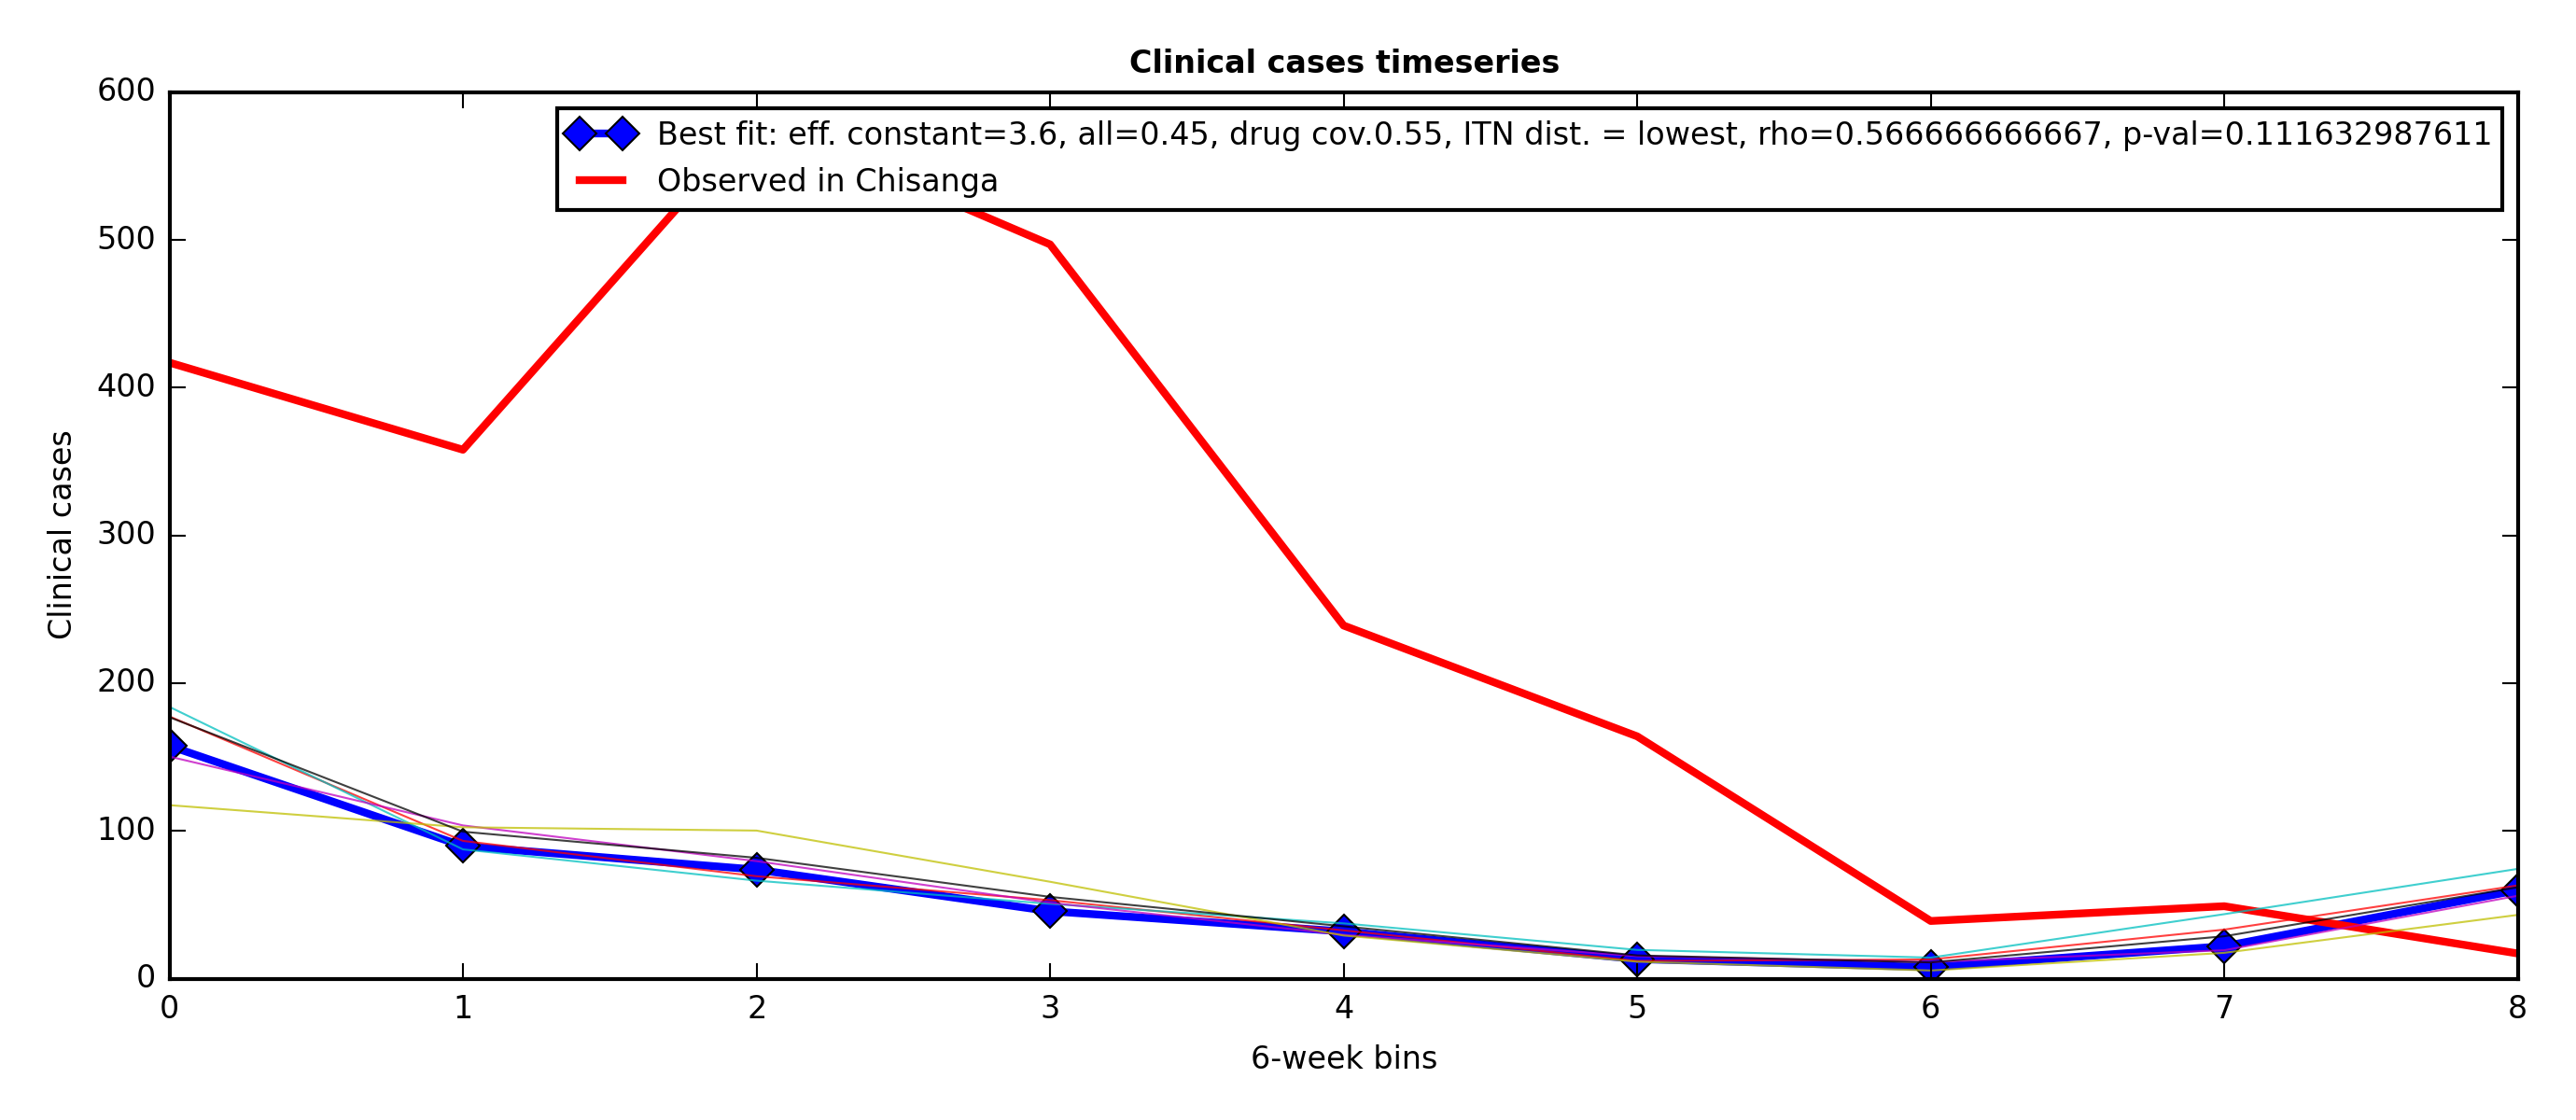 Clinical cases timeseries
600
500
400
300
200
100
0
Clinical cases
Best fit: eff. constant=3.6, all=0.45, drug cov.0.55, ITN dist. = lowest, rho=0.566666666667, p-val=0.111632987611
Observed in Chisanga
0 1 2 3 4 5 6 7 8
6-week bins